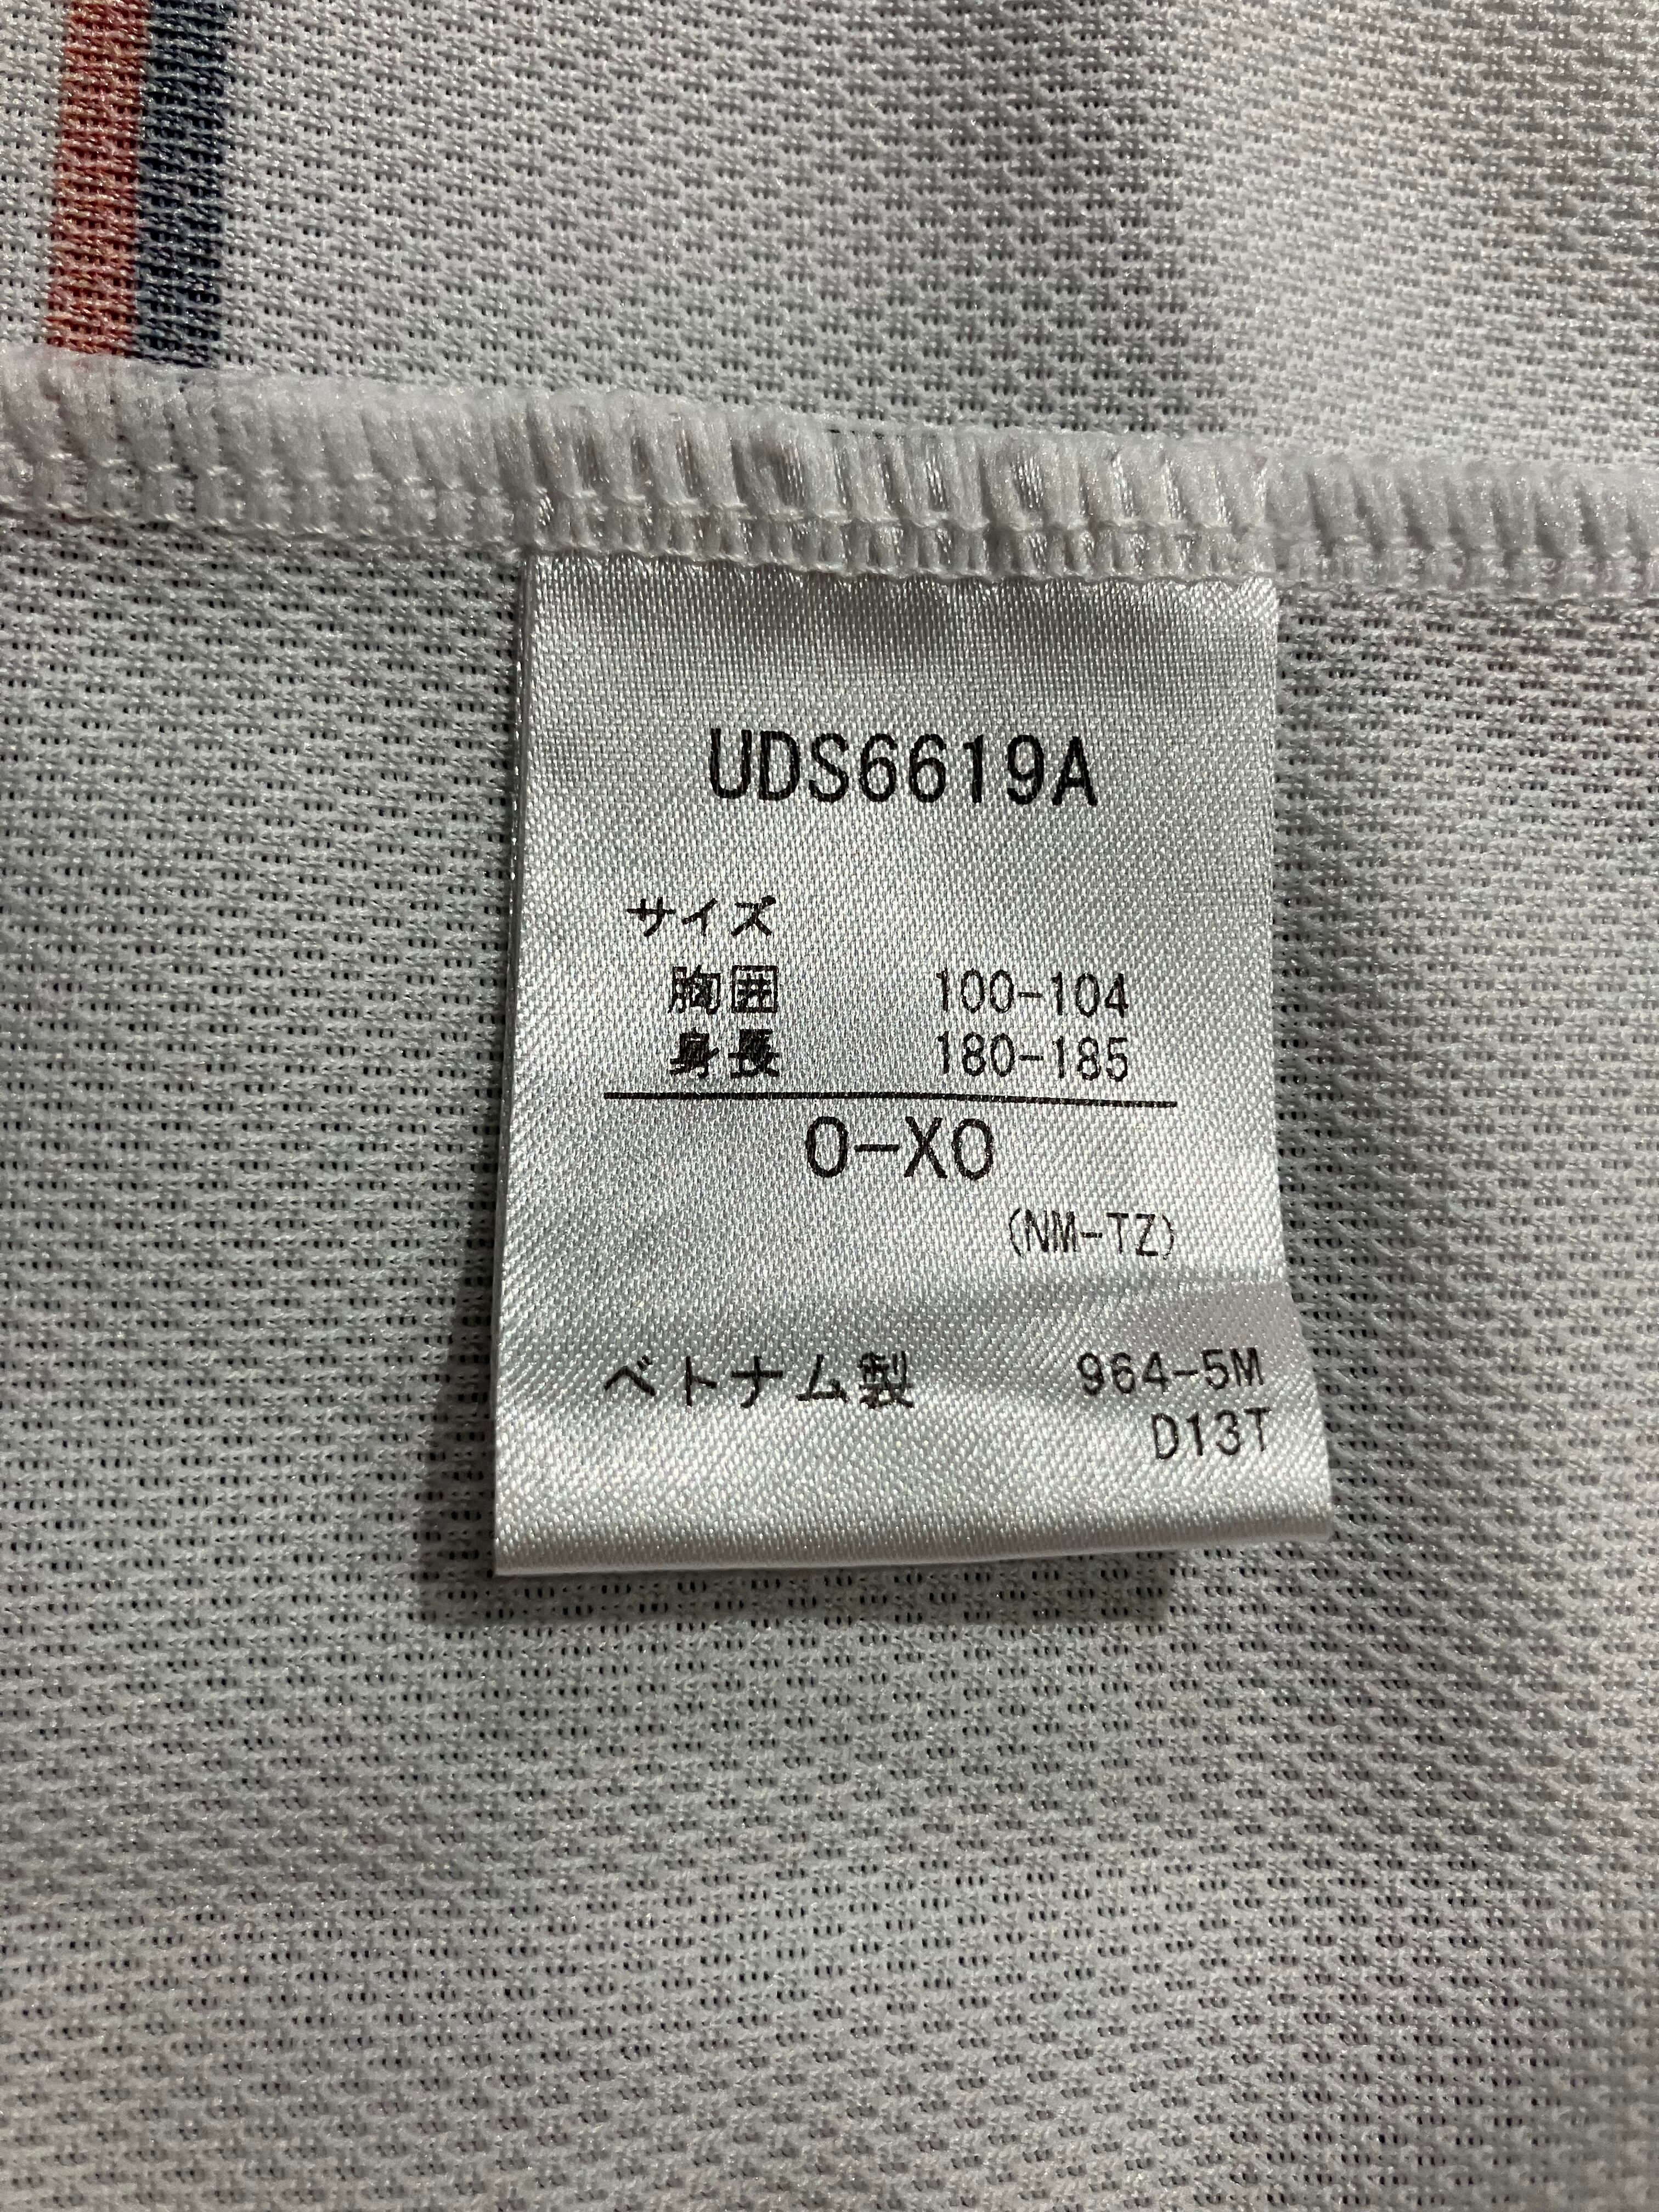 UDS6619A
サイズ
胸囲 100-104
身長 180-185
O-XO
(NM-TZ)
ベトナム製 964-5M
D13T